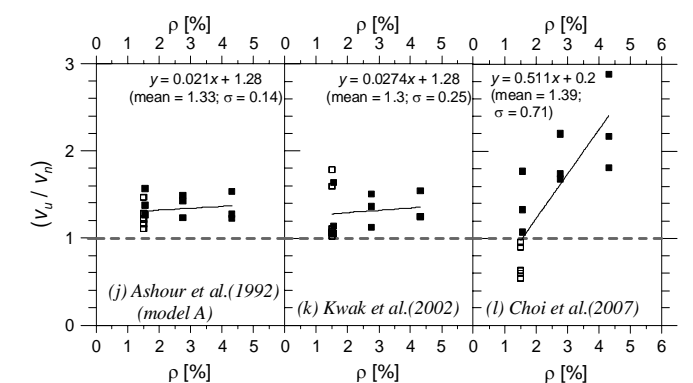 ρ [%] ρ [%] ρ [%]
0 1 2 3 4 5 0 1 2 3 4 5 0 1 2 3 4 5 6
3
2
1
0
(vu / vn)
y = 0.021x + 1.28
(mean = 1.33; σ = 0.14)
(j) Ashour et al.(1992)
(model A)
y = 0.0274x + 1.28
(mean = 1.3; σ = 0.25)
(k) Kwak et al.(2002)
y = 0.511x + 0.2
(mean = 1.39;
σ = 0.71)
(l) Choi et al.(2007)
0 1 2 3 4 5 0 1 2 3 4 5 0 1 2 3 4 5 6
ρ [%] ρ [%] ρ [%]